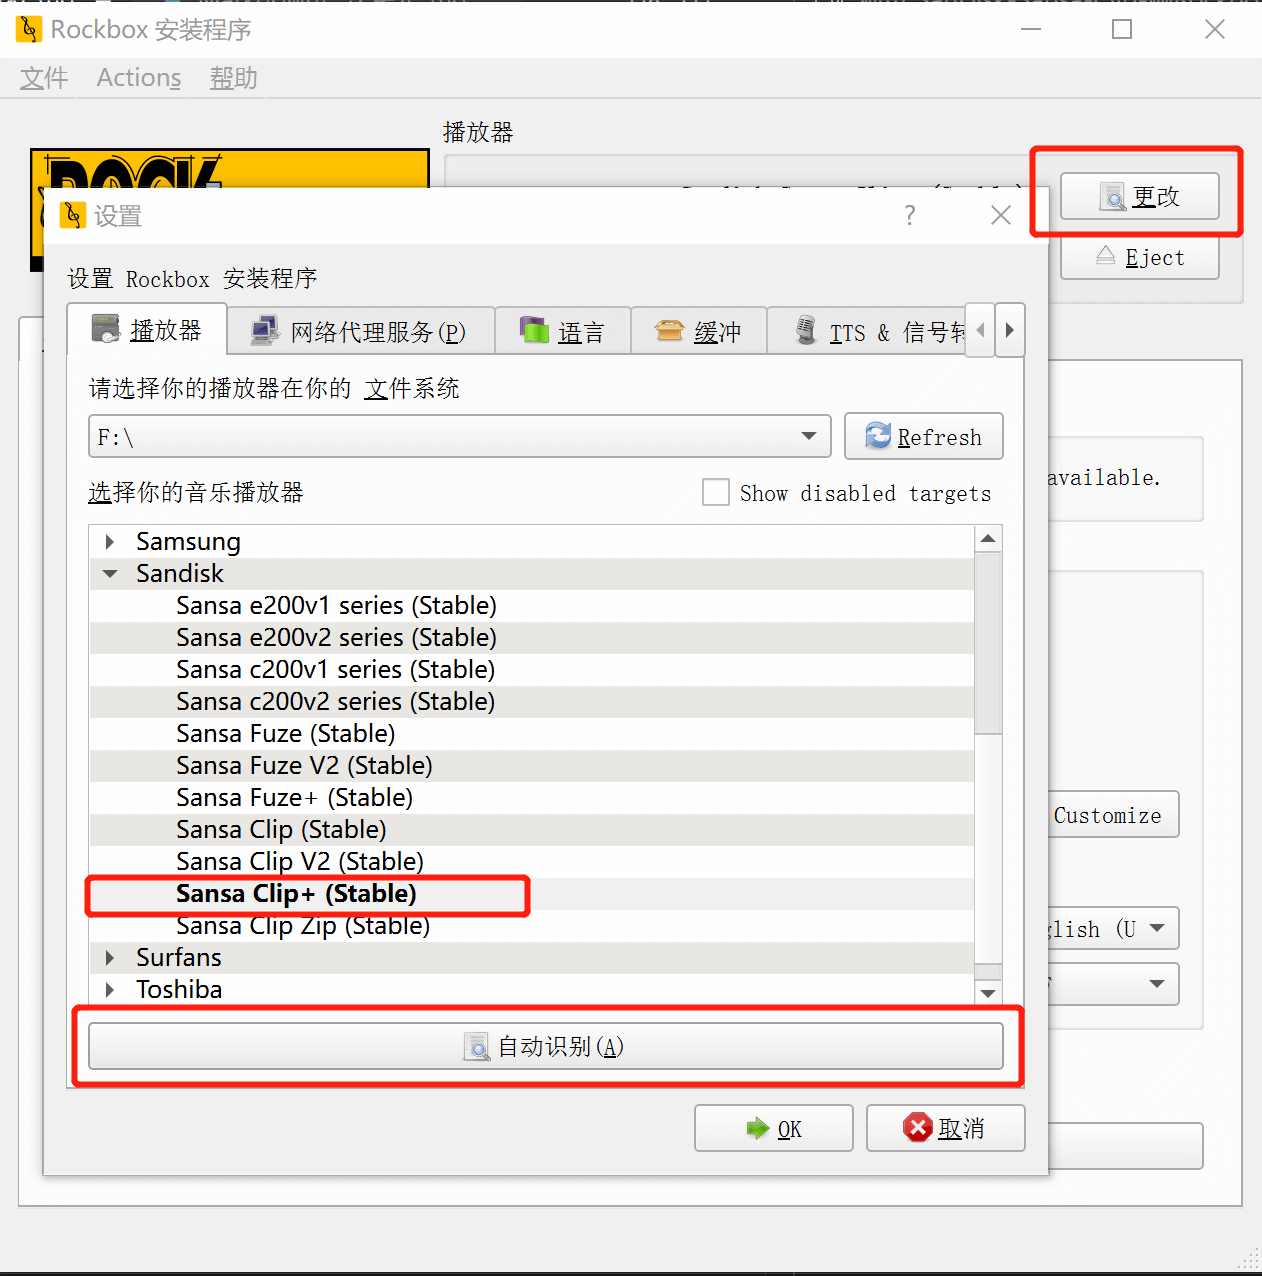 Rockbox 安装程序
文件 Actions 帮助
播放器
更改
Eject
设置
?
设置 Rockbox 安装程序
播放器 网络代理服务(P) 语言 缓冲 TTS & 信号
请选择你的播放器在你的 文件系统
F:\ Refresh
available.
选择你的音乐播放器 Show disabled targets
Samsung
Sandisk
Sansa e200v1 series (Stable)
Sansa e200v2 series (Stable)
Sansa c200v1 series (Stable)
Sansa c200v2 series (Stable)
Sansa Fuze (Stable)
Sansa Fuze V2 (Stable)
Sansa Fuze+ (Stable)
Customize
Sansa Clip (Stable)
Sansa Clip V2 (Stable)
Sansa Clip+ (Stable)
Sansa Clip Zip (Stable)
glish (U
Surfans
Toshiba
自动识别(A)
OK 取消